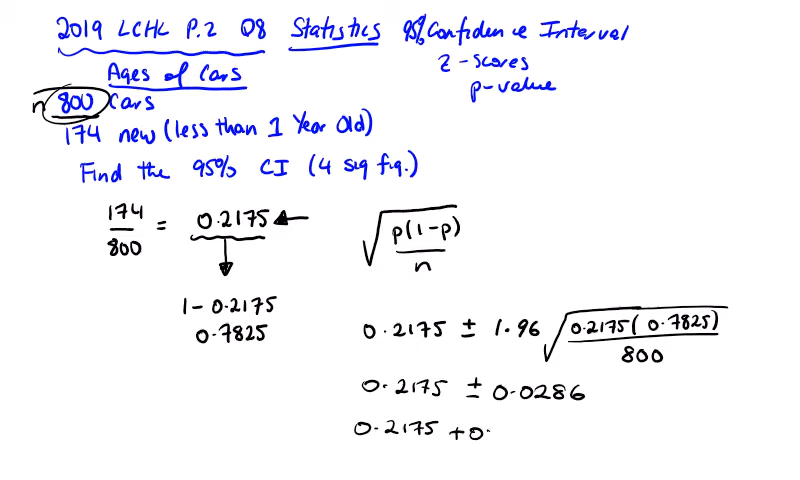 2019 LCHL P.2 Q8 Statistics 95% Confidence Interval
Z-scores
p-value
Ages of Cars
n 800 Cars
174 new (less than 1 Year Old)
Find the 95% CI (4 sig fig.)
174/800 = 0.2175
√(p(1-p)/n)
1-0.2175
0.7825
0.2175 ± 1.96 √(0.2175(0.7825)/800)
0.2175 ± 0.0286
0.2175 +0.